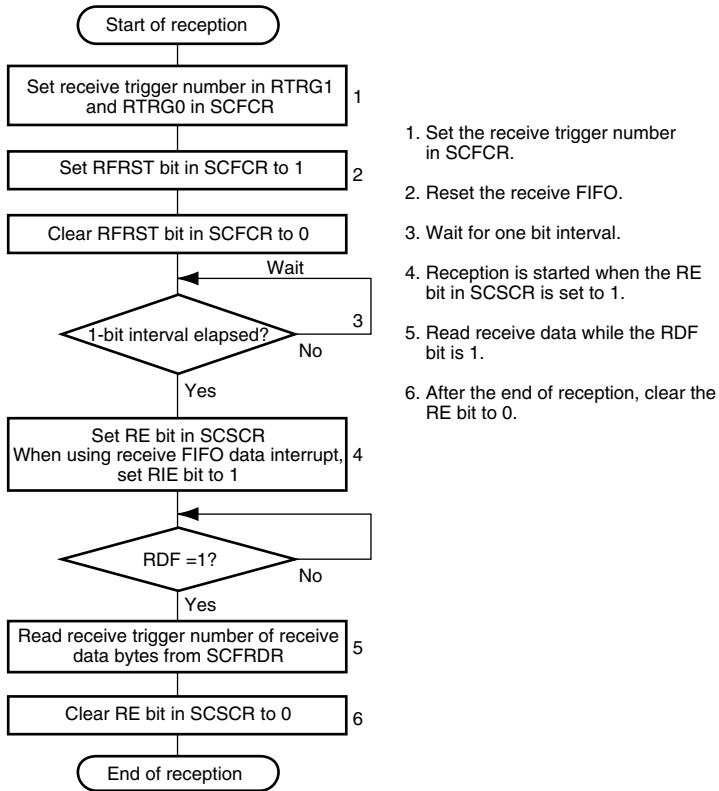 Start of reception
Set receive trigger number in RTRG1
and RTRG0 in SCFCR
1
Set RFRST bit in SCFCR to 1
2
Clear RFRST bit in SCFCR to 0
Wait
1-bit interval elapsed?
3
No
Yes
Set RE bit in SCSCR
When using receive FIFO data interrupt,
set RIE bit to 1
4
RDF =1?
No
Yes
Read receive trigger number of receive
data bytes from SCFRDR
5
Clear RE bit in SCSCR to 0
6
End of reception
1. Set the receive trigger number
in SCFCR.
2. Reset the receive FIFO.
3. Wait for one bit interval.
4. Reception is started when the RE
bit in SCSCR is set to 1.
5. Read receive data while the RDF
bit is 1.
6. After the end of reception, clear the
RE bit to 0.